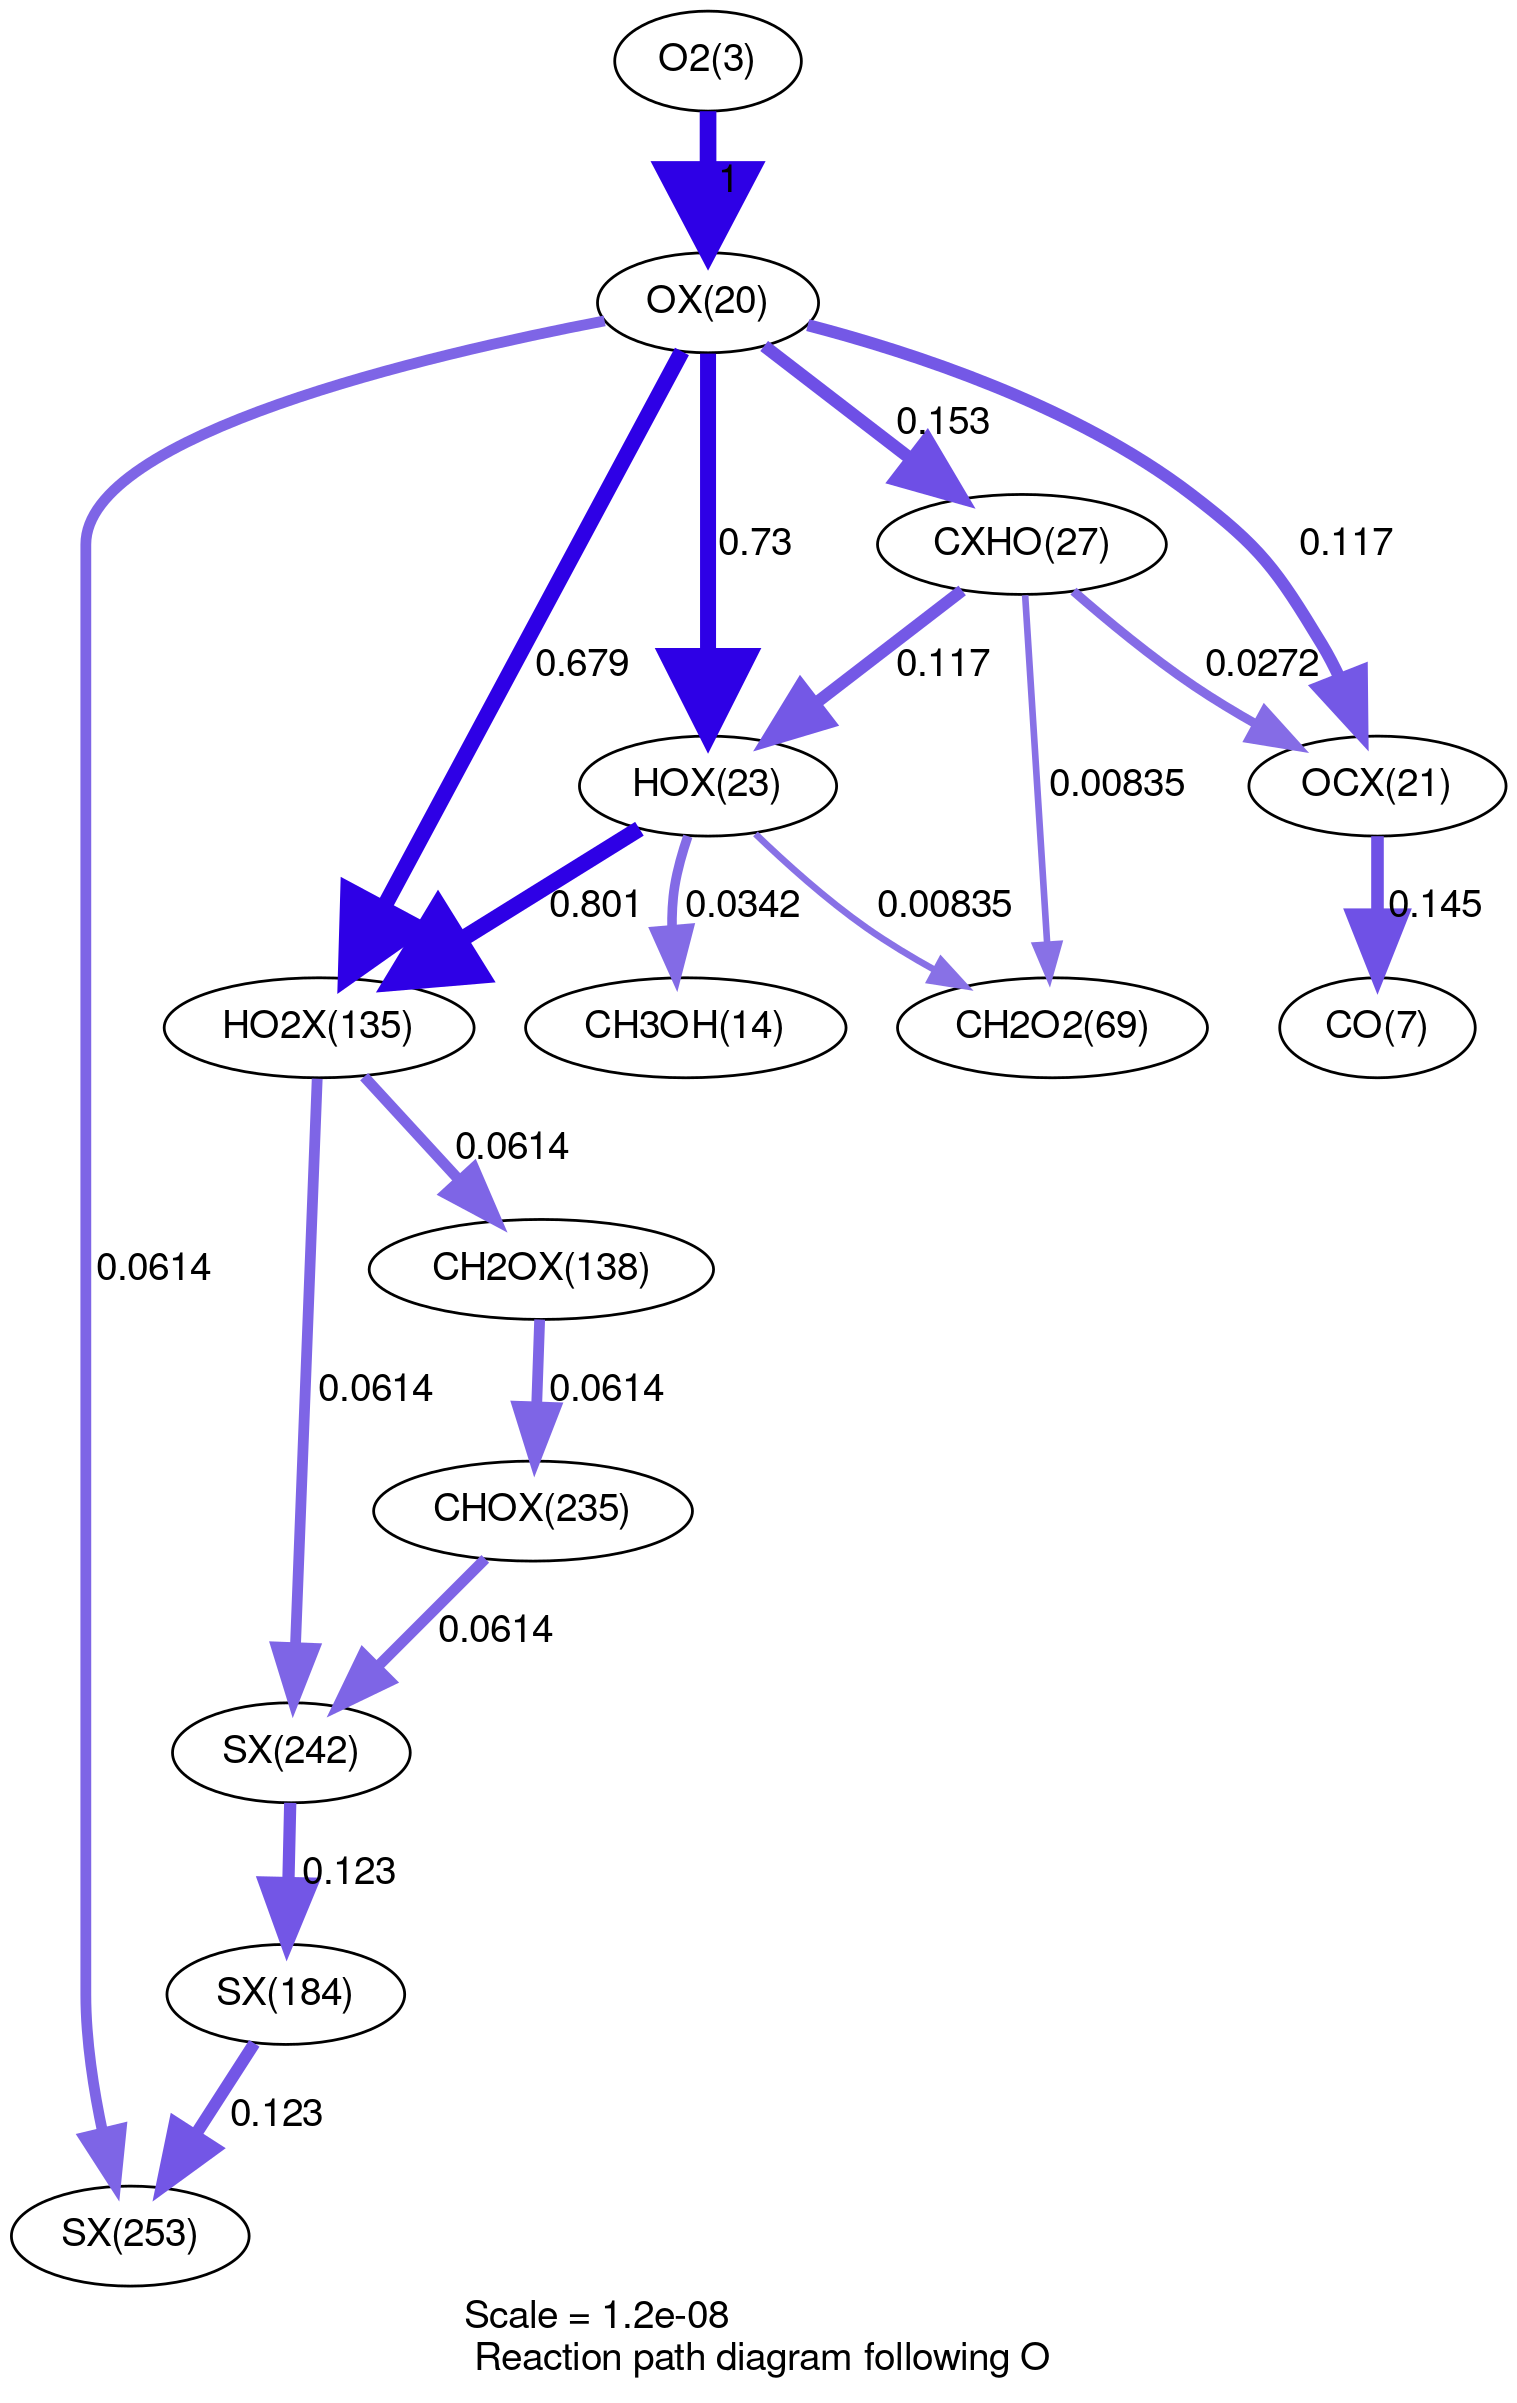 O2(3)
1
OX(20)
0.153
CXHO(27)
0.73
0.117
0.679
0.117
0.0272
HOX(23)
0.00835
OCX(21)
0.801
0.0342
0.00835
0.145
HO2X(135)
CH3OH(14)
CH2O2(69)
CO(7)
0.0614
CH2OX(138)
0.0614
0.0614
0.0614
CHOX(235)
0.0614
SX(242)
0.123
SX(184)
0.123
SX(253)
Scale = 1.2e-08
Reaction path diagram following O